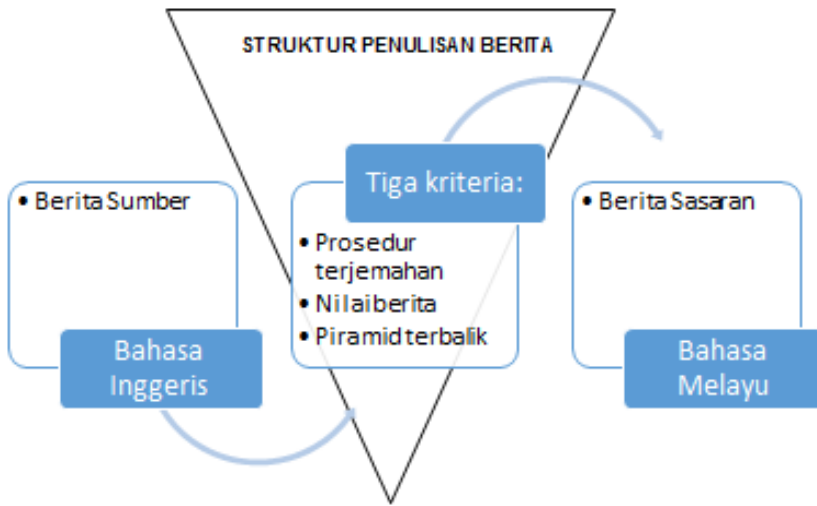 STRUKTUR PENULISAN BERITA
• Berita Sumber
Bahasa
Inggeris
Tiga kriteria:
• Prosedur
terjemahan
• Nilai berita
• Piramid terbalik
• Berita Sasaran
Bahasa
Melayu